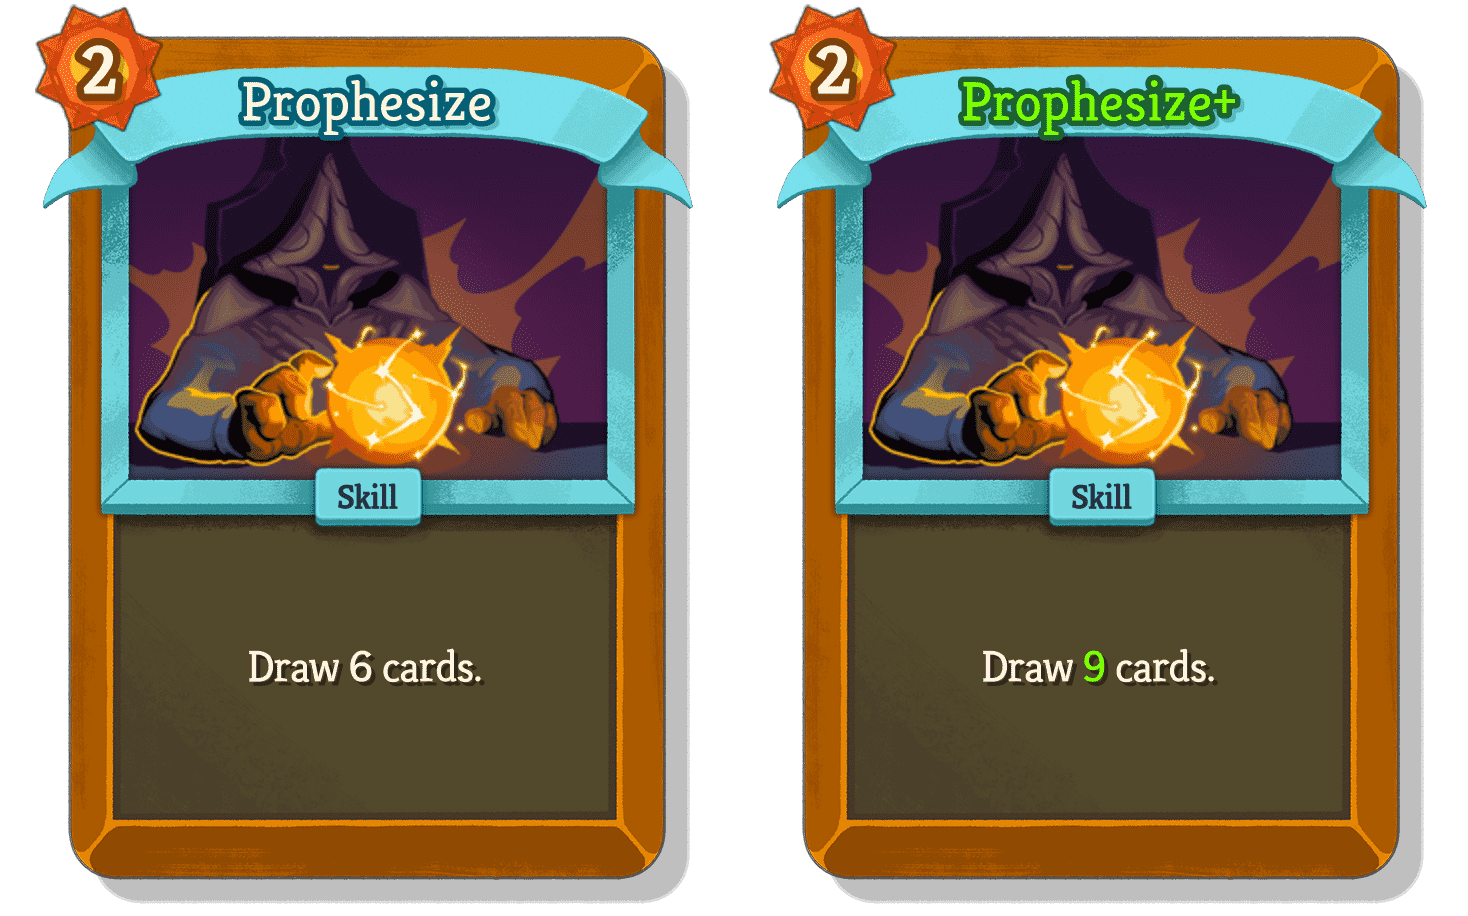 2
Prophesize
Skill
Draw 6 cards.
2
Prophesize+
Skill
Draw 9 cards.